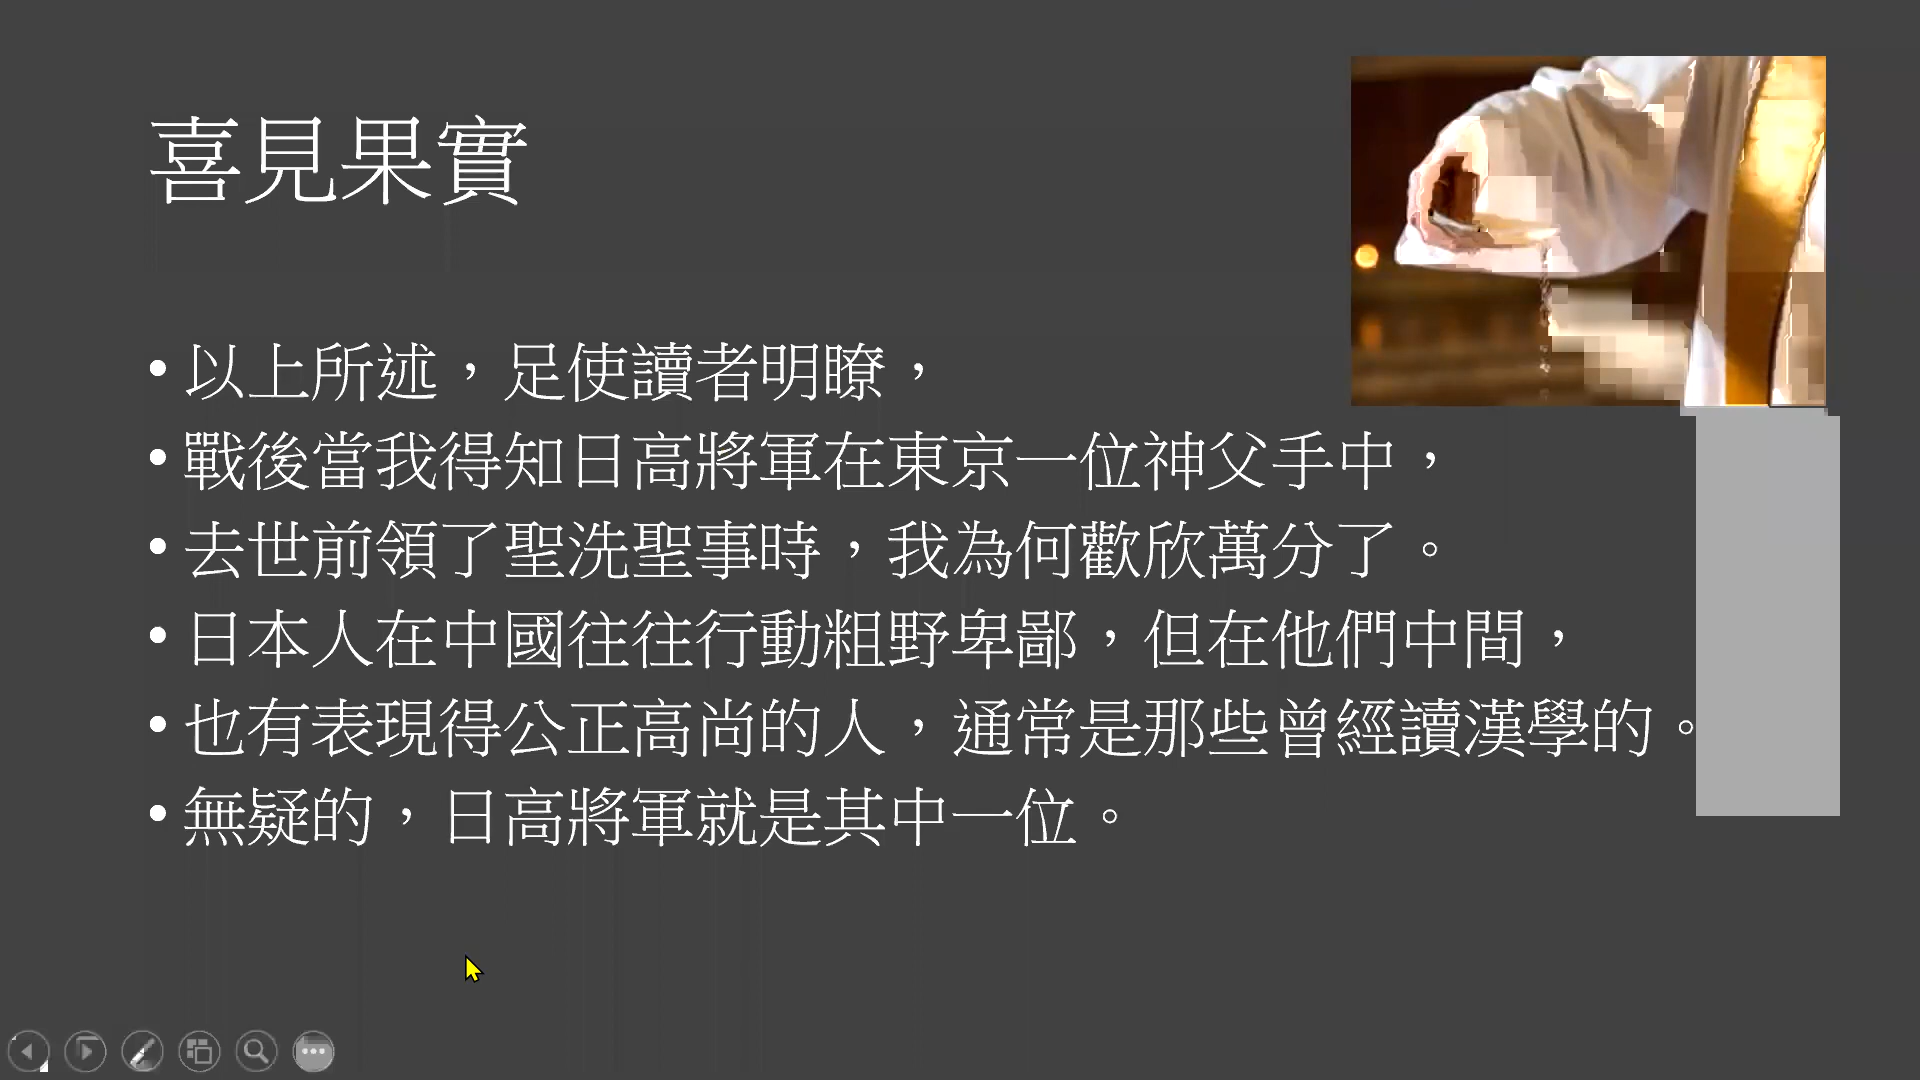 喜見果實
• 以上所述，足使讀者明瞭，
• 戰後當我得知日高將軍在東京一位神父手中，
• 去世前領了聖洗聖事時，我為何歡欣萬分了。
• 日本人在中國往往行動粗野卑鄙，但在他們中間，
• 也有表現得公正高尚的人，通常是那些曾經讀漢學的。
• 無疑的，日高將軍就是其中一位。